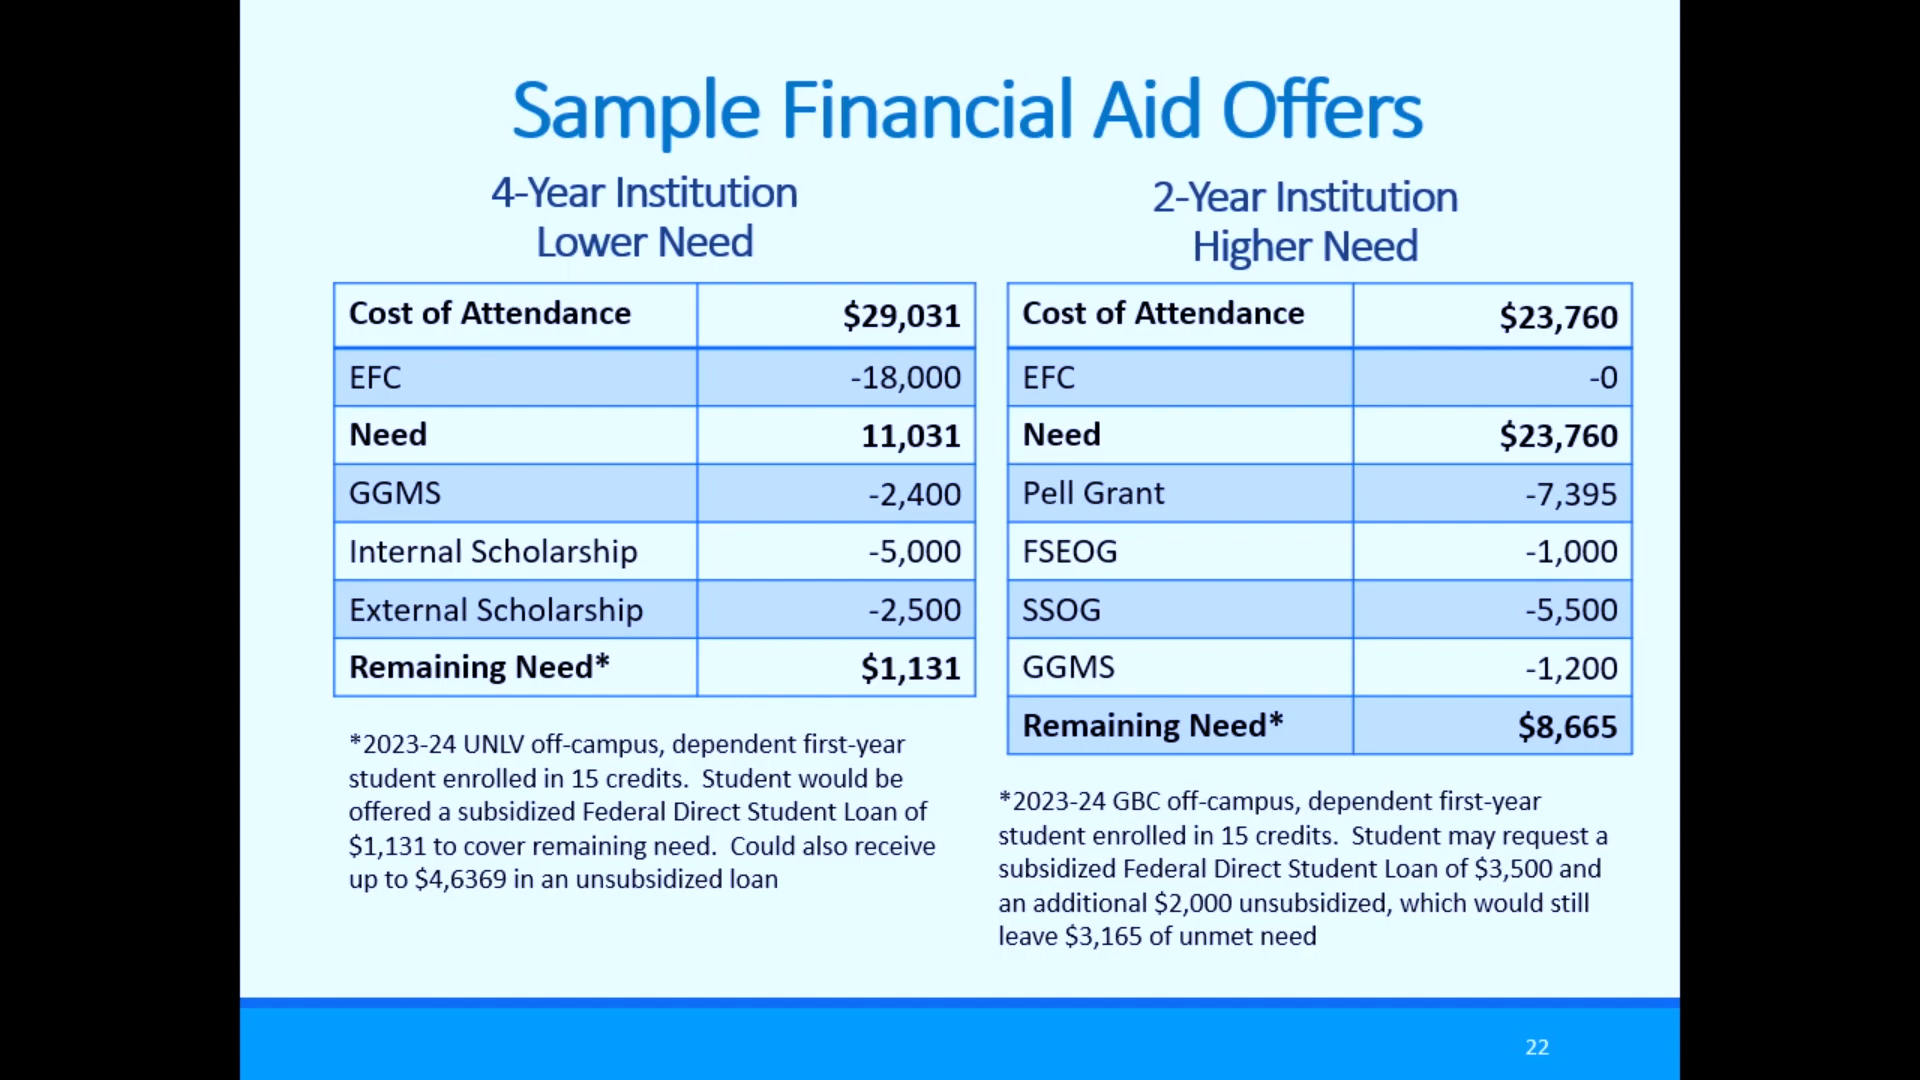 Sample Financial Aid Offers
4-Year Institution
Lower Need
Cost of Attendance $29,031
EFC -18,000
Need 11,031
GGMS -2,400
Internal Scholarship -5,000
External Scholarship -2,500
Remaining Need* $1,131
*2023-24 UNLV off-campus, dependent first-year
student enrolled in 15 credits.  Student would be
offered a subsidized Federal Direct Student Loan of
$1,131 to cover remaining need.  Could also receive
up to $4,6369 in an unsubsidized loan
2-Year Institution
Higher Need
Cost of Attendance $23,760
EFC -0
Need $23,760
Pell Grant -7,395
FSEOG -1,000
SSOG -5,500
GGMS -1,200
Remaining Need* $8,665
*2023-24 GBC off-campus, dependent first-year
student enrolled in 15 credits.  Student may request a
subsidized Federal Direct Student Loan of $3,500 and
an additional $2,000 unsubsidized, which would still
leave $3,165 of unmet need
22